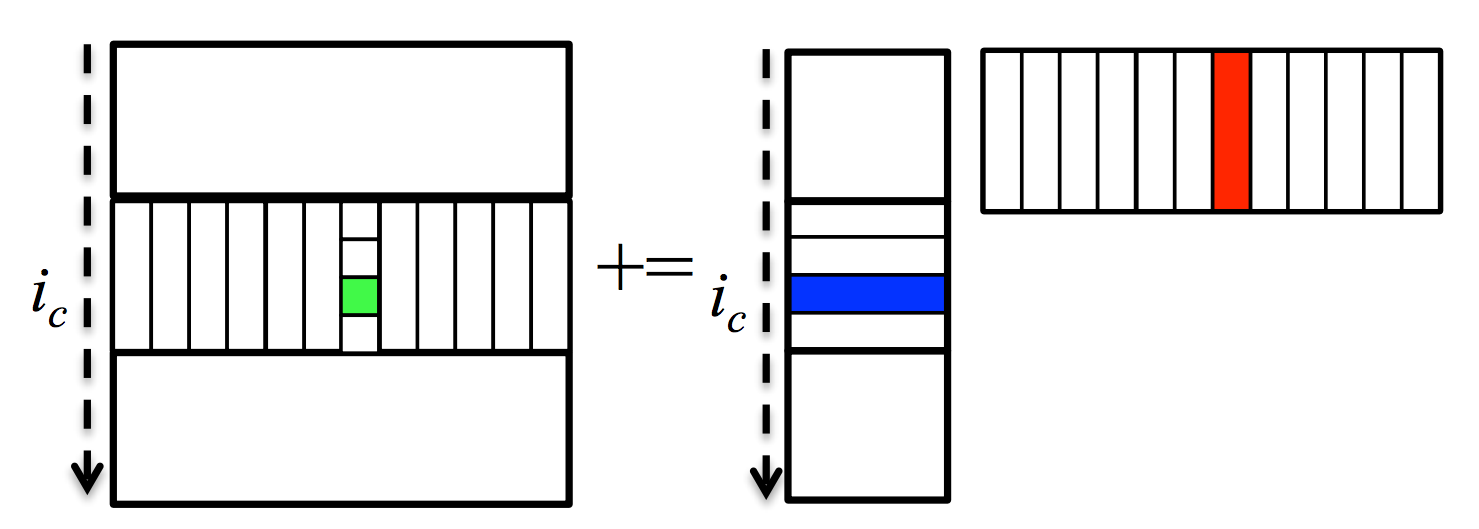 i_c += i_c